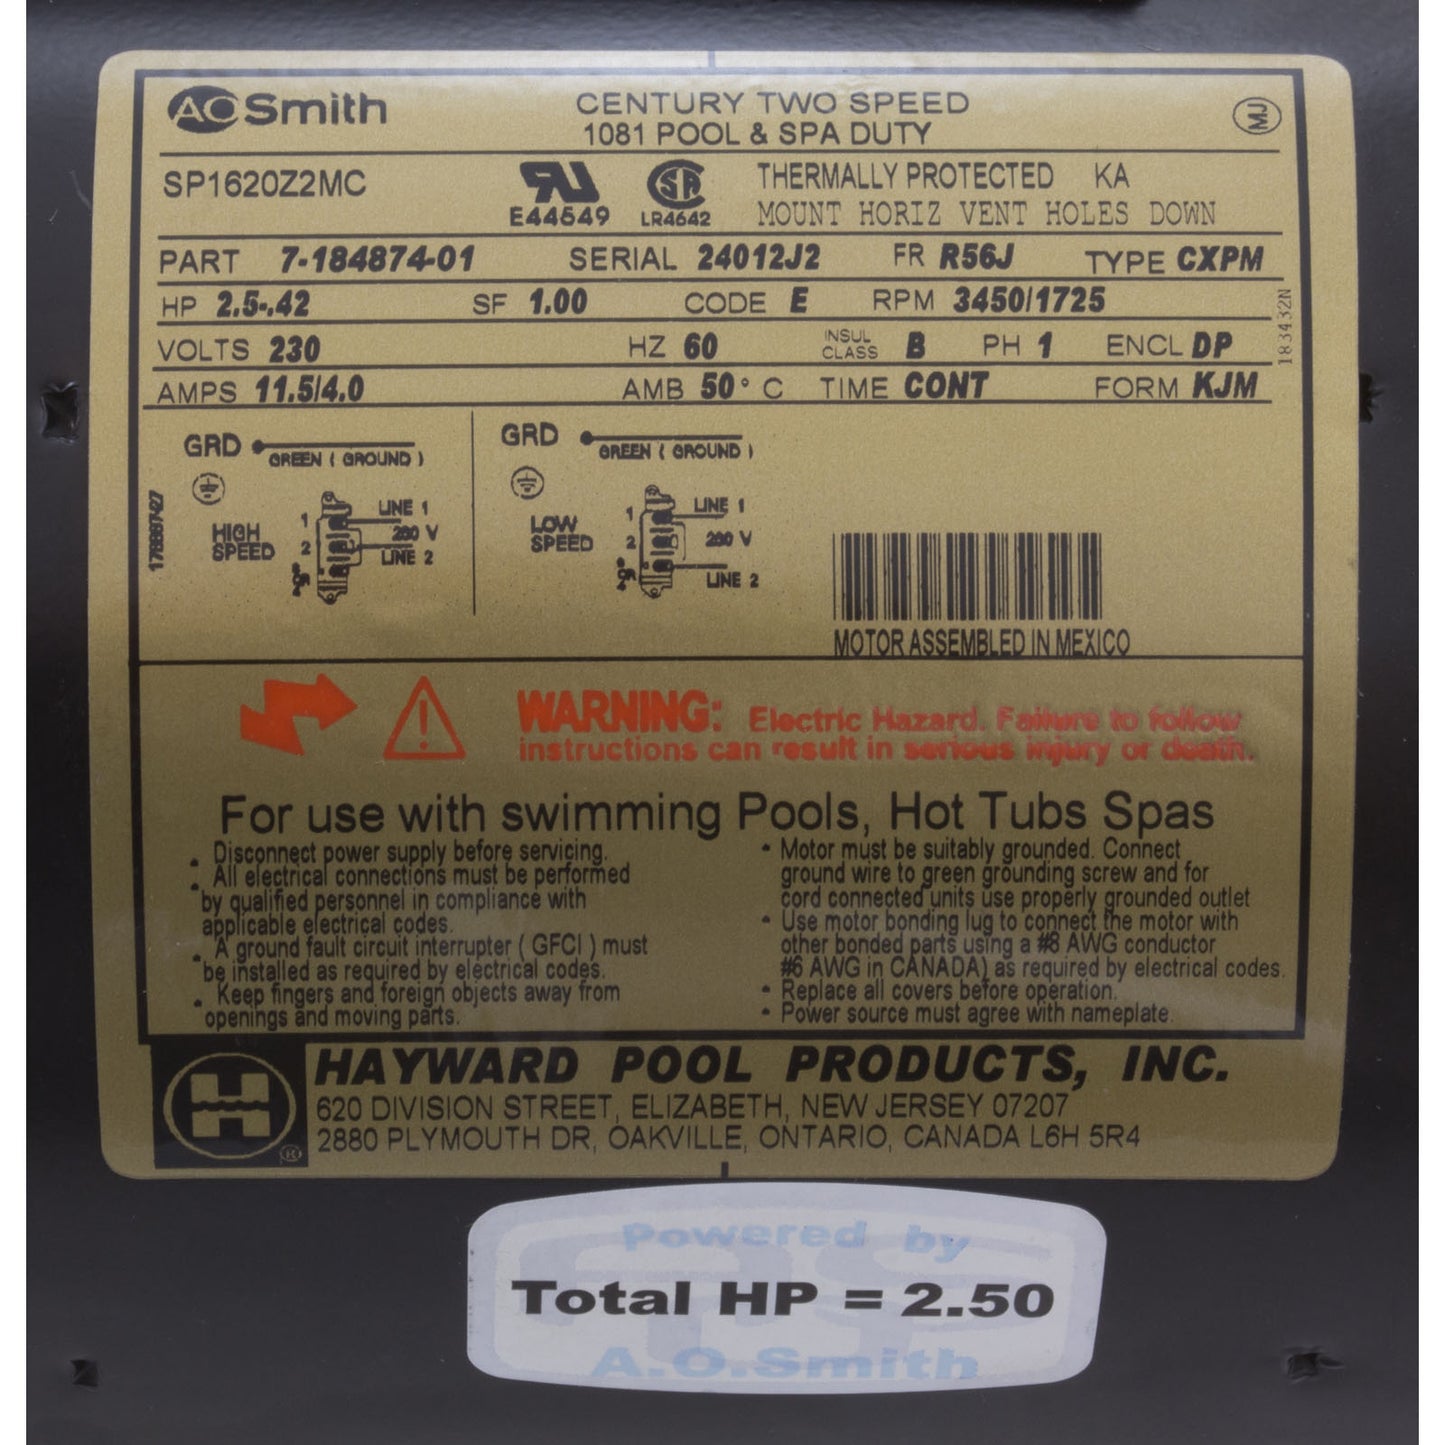 AO Smith
CENTURY TWO SPEED
1081 POOL & SPA DUTY
MJ
SP1620Z2MC
E44549
SA
LR4642
THERMALLY PROTECTED KA
MOUNT HORIZ VENT HOLES DOWN
PART 7-184874-01 SERIAL 24012J2 FR R56J TYPE CXPM
HP 2.5-.42 SF 1.00 CODE E RPM 3450/1725
183432N
VOLTS 230 HZ 60 INSUL CLASS B PH 1 ENCL DP
AMPS 11.5/4.0 AMB 50° C TIME CONT FORM KJM
GRD GREEN ( GROUND )
HIGH SPEED
1 LINE 1
2 230 V
LINE 2
GRD GREEN ( GROUND )
LOW SPEED
1 LINE 1
2 230 V
LINE 2
MOTOR ASSEMBLED IN MEXICO
WARNING: Electric Hazard. Failure to follow
instructions can result in serious injury or death.
For use with swimming Pools, Hot Tubs Spas
• Disconnect power supply before servicing.
• All electrical connections must be performed
by qualified personnel in compliance with
applicable electrical codes.
• A ground fault circuit interrupter ( GFCI ) must
be installed as required by electrical codes.
• Keep fingers and foreign objects away from
openings and moving parts.
• Motor must be suitably grounded. Connect
ground wire to green grounding screw and for
cord connected units use properly grounded outlet
• Use motor bonding lug to connect the motor with
other bonded parts using a #8 AWG conductor
#6 AWG in CANADA) as required by electrical codes.
• Replace all covers before operation.
• Power source must agree with nameplate.
H ®
HAYWARD POOL PRODUCTS, INC.
620 DIVISION STREET, ELIZABETH, NEW JERSEY 07207
2880 PLYMOUTH DR, OAKVILLE, ONTARIO, CANADA L6H 5R4
Powered by
Total HP = 2.50
A.O.Smith